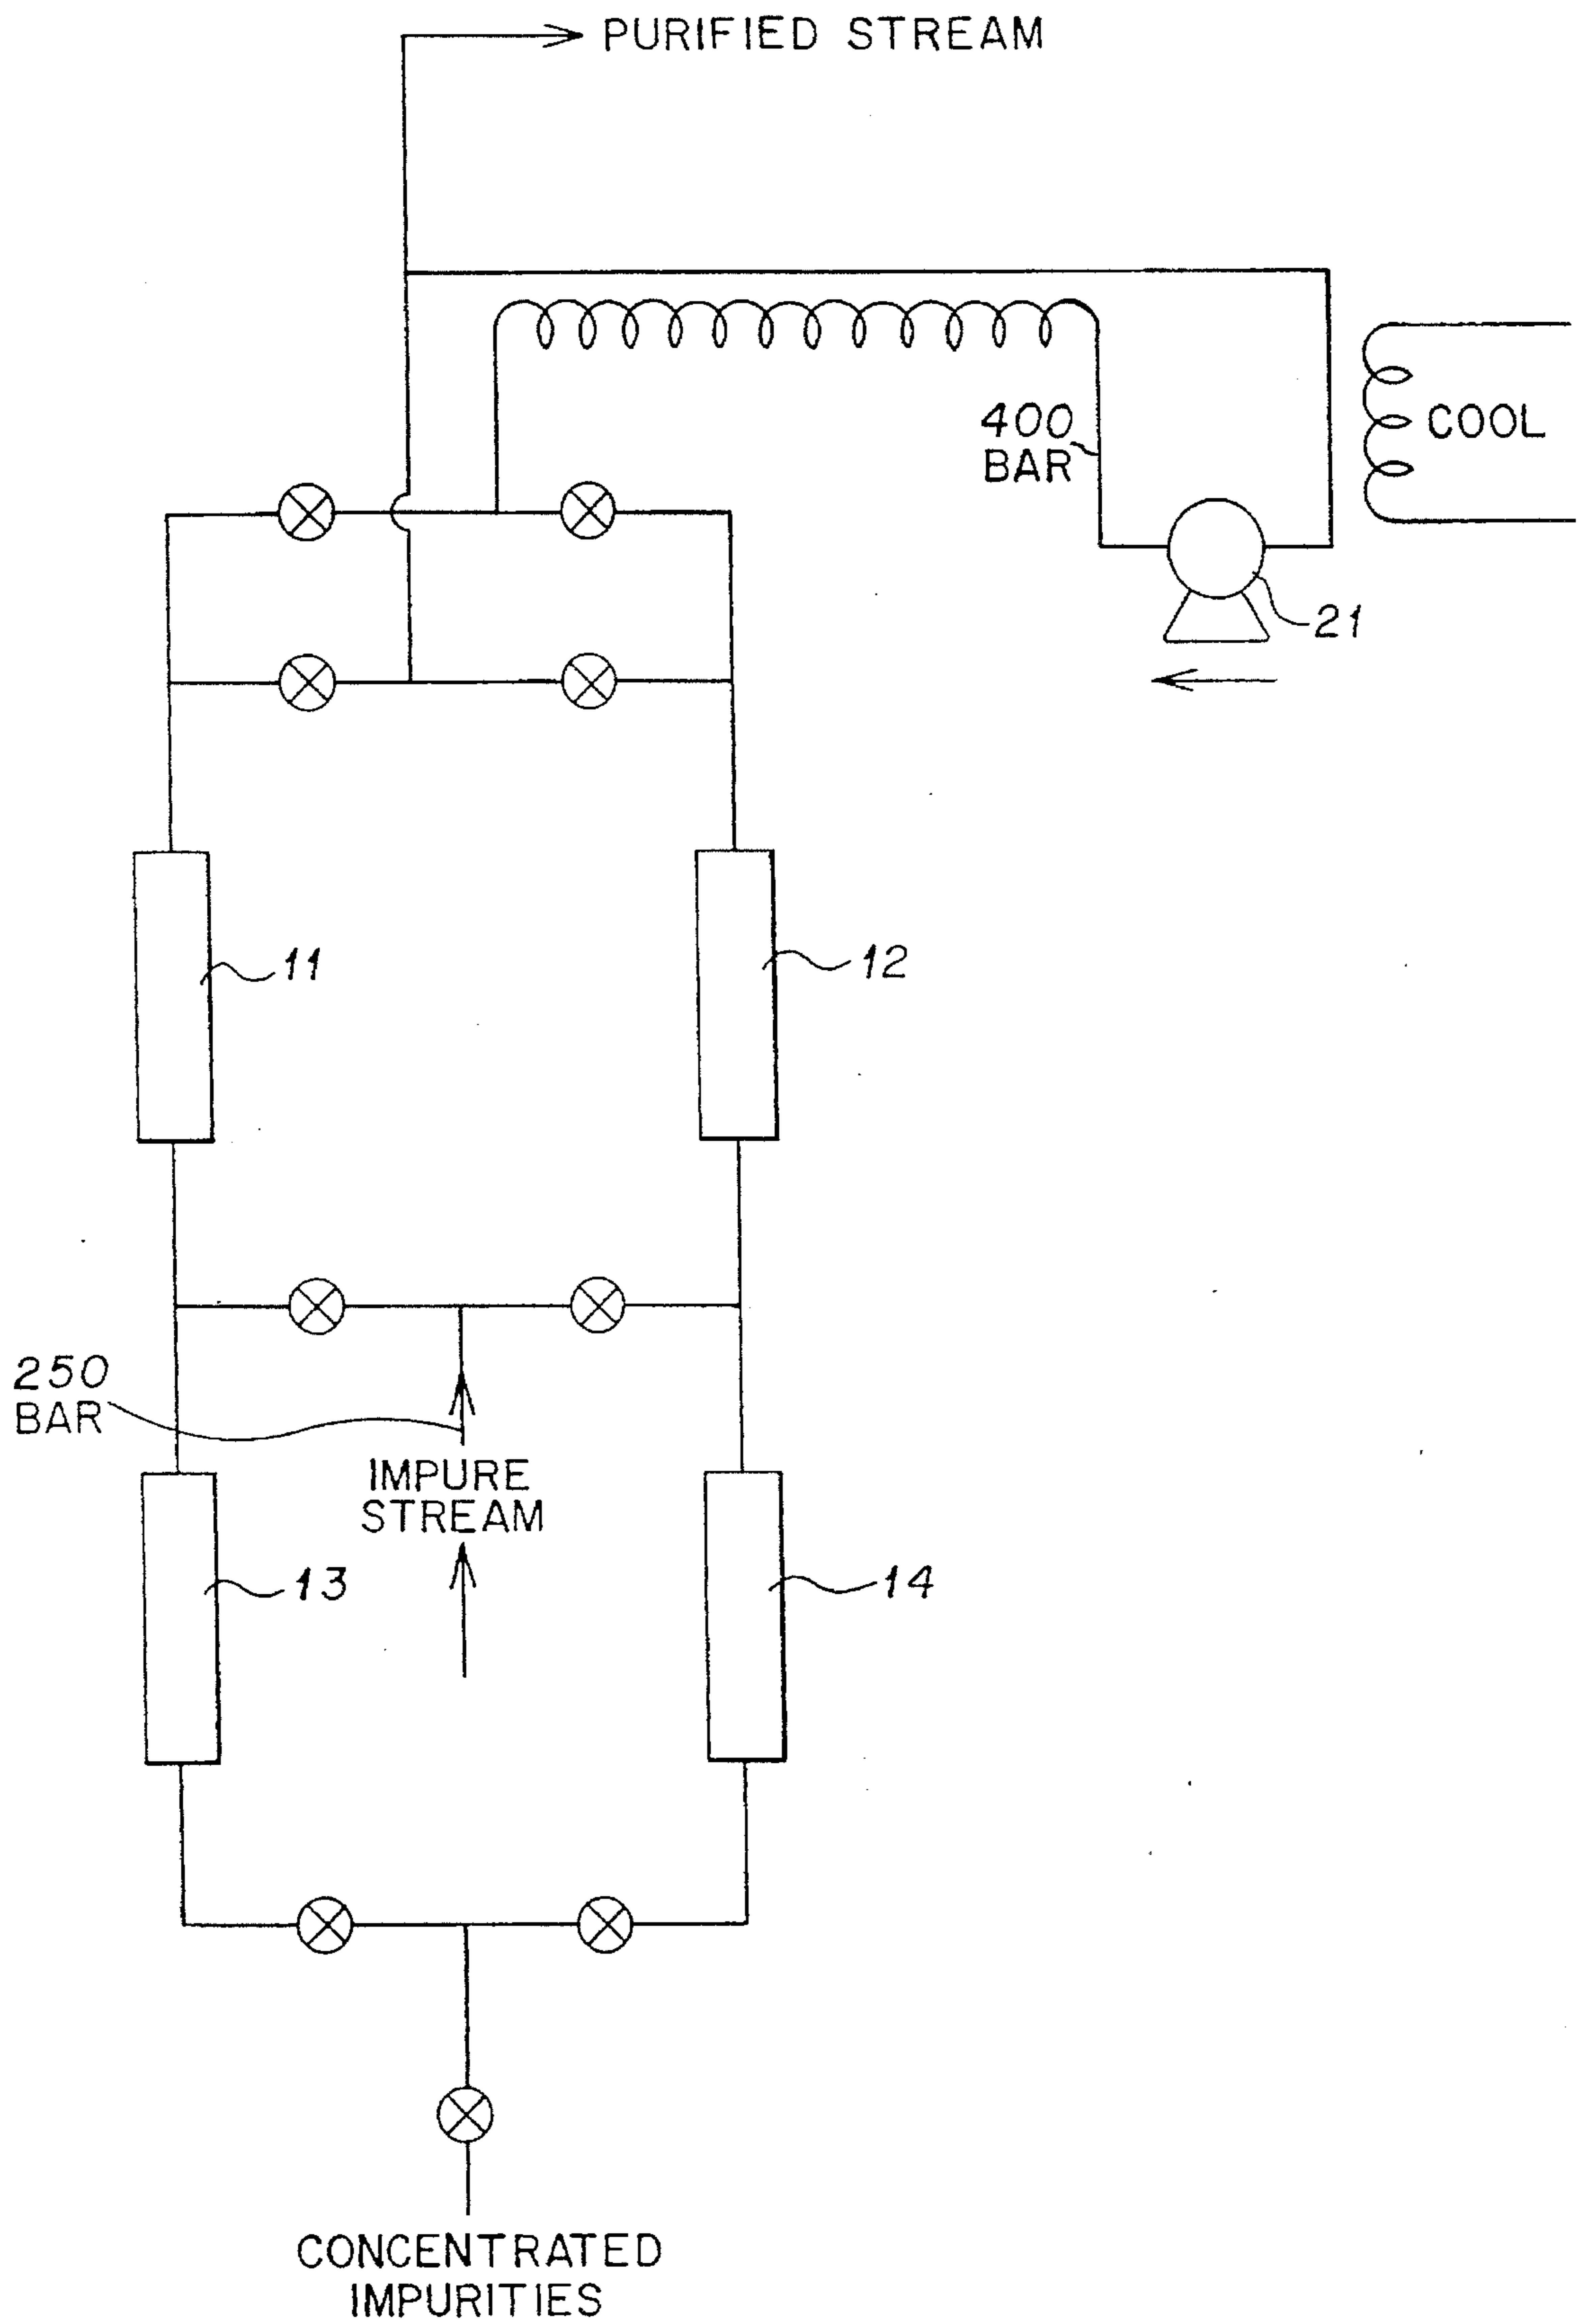 PURIFIED STREAM
400
BAR
COOL
21
11
12
250
BAR
IMPURE
STREAM
13
14
CONCENTRATED
IMPURITIES